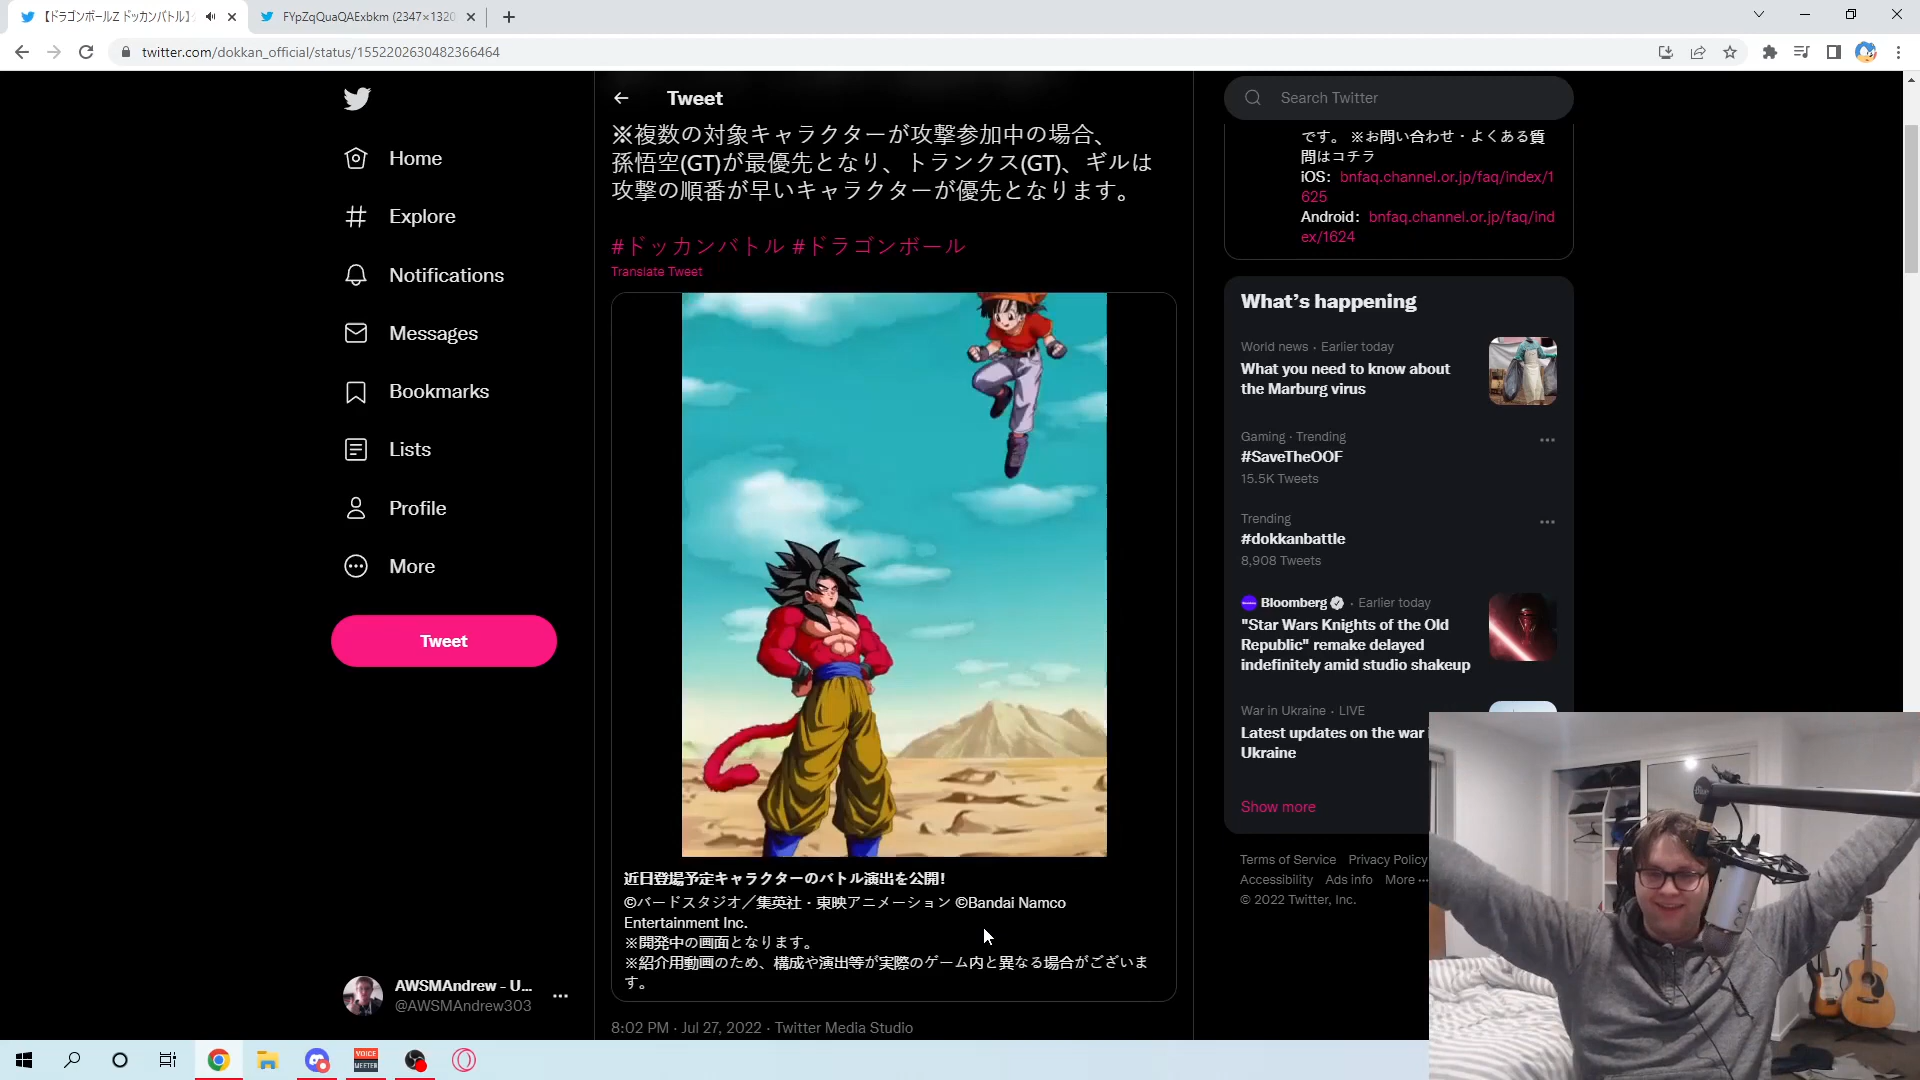 【ドラゴンボールZ ドッカンバトル】
FYpZqQuaQAExbkm (2347×1320
twitter.com/dokkan_official/status/1552202630482366464
Home
Explore
Notifications
Messages
Bookmarks
Lists
Profile
More
Tweet
AWSMAndrew - U...
@AWSMAndrew303
Tweet
※複数の対象キャラクターが攻撃参加中の場合、
孫悟空(GT)が最優先となり、トランクス(GT)、ギルは
攻撃の順番が早いキャラクターが優先となります。
#ドッカンバトル #ドラゴンボール
Translate Tweet
近日登場予定キャラクターのバトル演出を公開!
©バードスタジオ／集英社・東映アニメーション ©Bandai Namco
Entertainment Inc.
※開発中の画面となります。
※紹介用動画のため、構成や演出等が実際のゲーム内と異なる場合がございま
す。
8:02 PM · Jul 27, 2022 · Twitter Media Studio
Search Twitter
です。 ※お問い合わせ・よくある質
問はコチラ
iOS： bnfaq.channel.or.jp/faq/index/1
625
Android： bnfaq.channel.or.jp/faq/ind
ex/1624
What's happening
World news · Earlier today
What you need to know about
the Marburg virus
Gaming · Trending
#SaveTheOOF
15.5K Tweets
Trending
#dokkanbattle
8,908 Tweets
Bloomberg · Earlier today
"Star Wars Knights of the Old
Republic" remake delayed
indefinitely amid studio shakeup
War in Ukraine · LIVE
Latest updates on the war
Ukraine
Show more
Terms of Service Privacy Policy
Accessibility Ads info More ···
© 2022 Twitter, Inc.
VOICE
MEETER